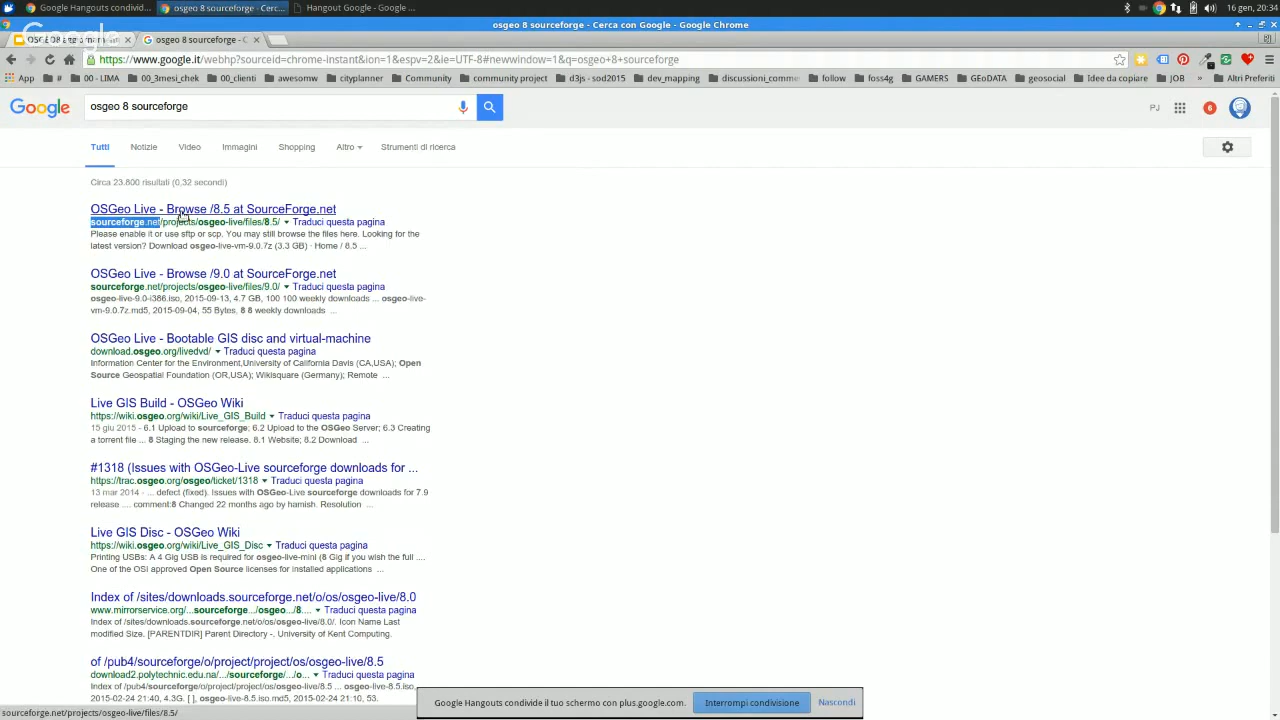 Google Hangouts condivid...
osgeo 8 sourceforge - Cerc...
Hangout Google - Google ...
16 gen, 20:34
osgeo 8 sourceforge - Cerca con Google - Google Chrome
Google
osgeo 8 sourceforge - C
https://www.google.it/webhp?sourceid=chrome-instant&ion=1&espv=2&ie=UTF-8#newwindow=1&q=osgeo+8+sourceforge
App
#
00 - LIMA
00_3mesi_chek
00_clienti
awesomw
cityplanner
Community
community project
d3js - sod2015
dev_mapping
discussioni_comme
follow
foss4g
GAMERS
GEoDATA
geosocial
Idee da copiare
JOB
»
Altri Preferiti
Google
osgeo 8 sourceforge
PJ
6
Tutti
Notizie
Video
Immagini
Shopping
Altro
Strumenti di ricerca
Circa 23.800 risultati (0,32 secondi)
OSGeo Live - Browse /8.5 at SourceForge.net
sourceforge.net/projects/osgeo-live/files/8.5/ Traduci questa pagina
Please enable it or use sftp or scp. You may still browse the files here. Looking for the
latest version? Download osgeo-live-vm-9.0.7z (3.3 GB) · Home / 8.5 ...
OSGeo Live - Browse /9.0 at SourceForge.net
sourceforge.net/projects/osgeo-live/files/9.0/ Traduci questa pagina
osgeo-live-9.0-i386.iso, 2015-09-13, 4.7 GB, 100 100 weekly downloads ... osgeo-live-
vm-9.0.7z.md5, 2015-09-04, 55 Bytes, 8 8 weekly downloads ...
OSGeo Live - Bootable GIS disc and virtual-machine
download.osgeo.org/livedvd/ Traduci questa pagina
Information Center for the Environment,University of California Davis (CA,USA); Open
Source Geospatial Foundation (OR,USA); Wikisquare (Germany); Remote ...
Live GIS Build - OSGeo Wiki
https://wiki.osgeo.org/wiki/Live_GIS_Build Traduci questa pagina
15 giu 2015 - 6.1 Upload to sourceforge; 6.2 Upload to the OSGeo Server; 6.3 Creating
a torrent file ... 8 Staging the new release. 8.1 Website; 8.2 Download ...
#1318 (Issues with OSGeo-Live sourceforge downloads for ...
https://trac.osgeo.org/osgeo/ticket/1318 Traduci questa pagina
13 mar 2014 - ... defect (fixed). Issues with OSGeo-Live sourceforge downloads for 7.9
release .... comment:8 Changed 22 months ago by hamish. Resolution ...
Live GIS Disc - OSGeo Wiki
https://wiki.osgeo.org/wiki/Live_GIS_Disc Traduci questa pagina
Printing USBs: A 4 Gig USB is required for osgeo-live-mini (8 Gig if you wish the full ....
One of the OSI approved Open Source licenses for installed applications ...
Index of /sites/downloads.sourceforge.net/o/os/osgeo-live/8.0
www.mirrorservice.org/...sourceforge.../osgeo.../8.... Traduci questa pagina
Index of /sites/downloads.sourceforge.net/o/os/osgeo-live/8.0/. Icon Name Last
modified Size. [PARENTDIR] Parent Directory -. University of Kent Computing.
of /pub4/sourceforge/o/project/project/os/osgeo-live/8.5
download2.polytechnic.edu.na/.../sourceforge/.../o... Traduci questa pagina
Index of /pub4/sourceforge/o/project/project/os/osgeo-live/8.5 ... osgeo-live-8.5.iso,
2015-02-24 21:40, 4.3G. [ ], osgeo-live-8.5.iso.md5, 2015-02-24 21:10, 53.
Google Hangouts condivide il tuo schermo con plus.google.com.
Interrompi condivisione
Nascondi
sourceforge.net/projects/osgeo-live/files/8.5/